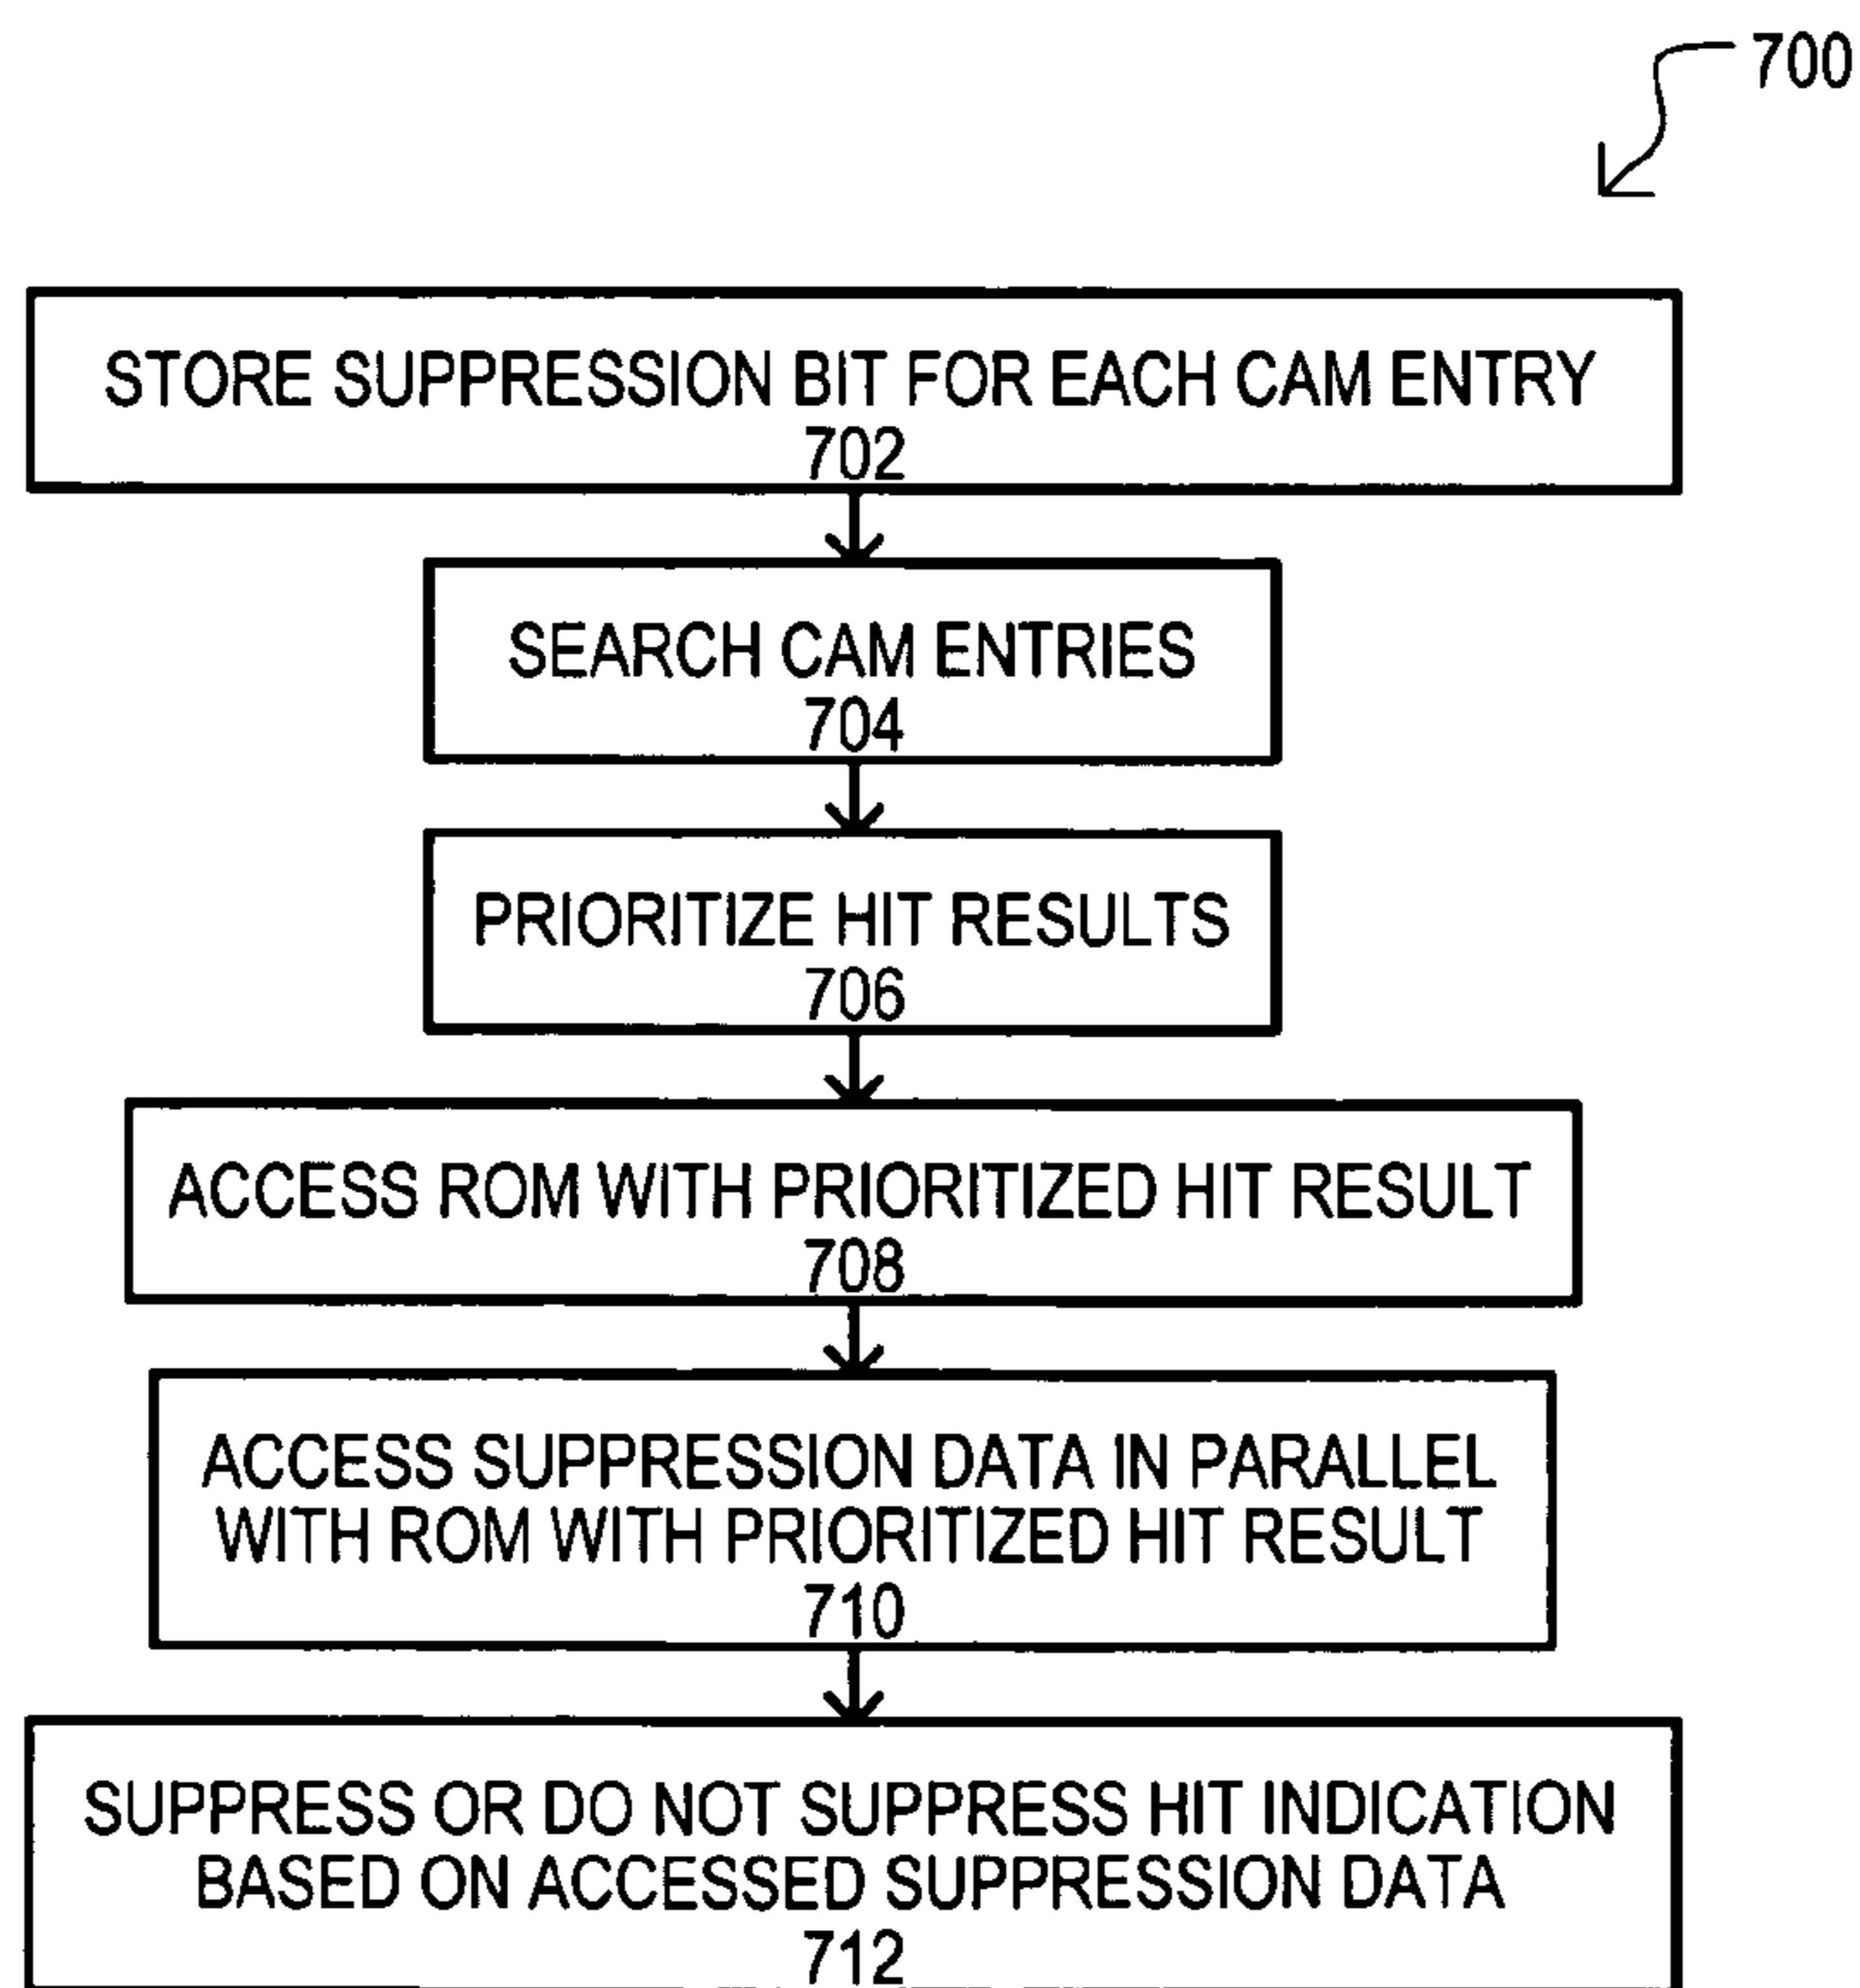 700
STORE SUPPRESSION BIT FOR EACH CAM ENTRY
702
SEARCH CAM ENTRIES
704
PRIORITIZE HIT RESULTS
706
ACCESS ROM WITH PRIORITIZED HIT RESULT
708
ACCESS SUPPRESSION DATA IN PARALLEL
WITH ROM WITH PRIORITIZED HIT RESULT
710
SUPPRESS OR DO NOT SUPPRESS HIT INDICATION
BASED ON ACCESSED SUPPRESSION DATA
712